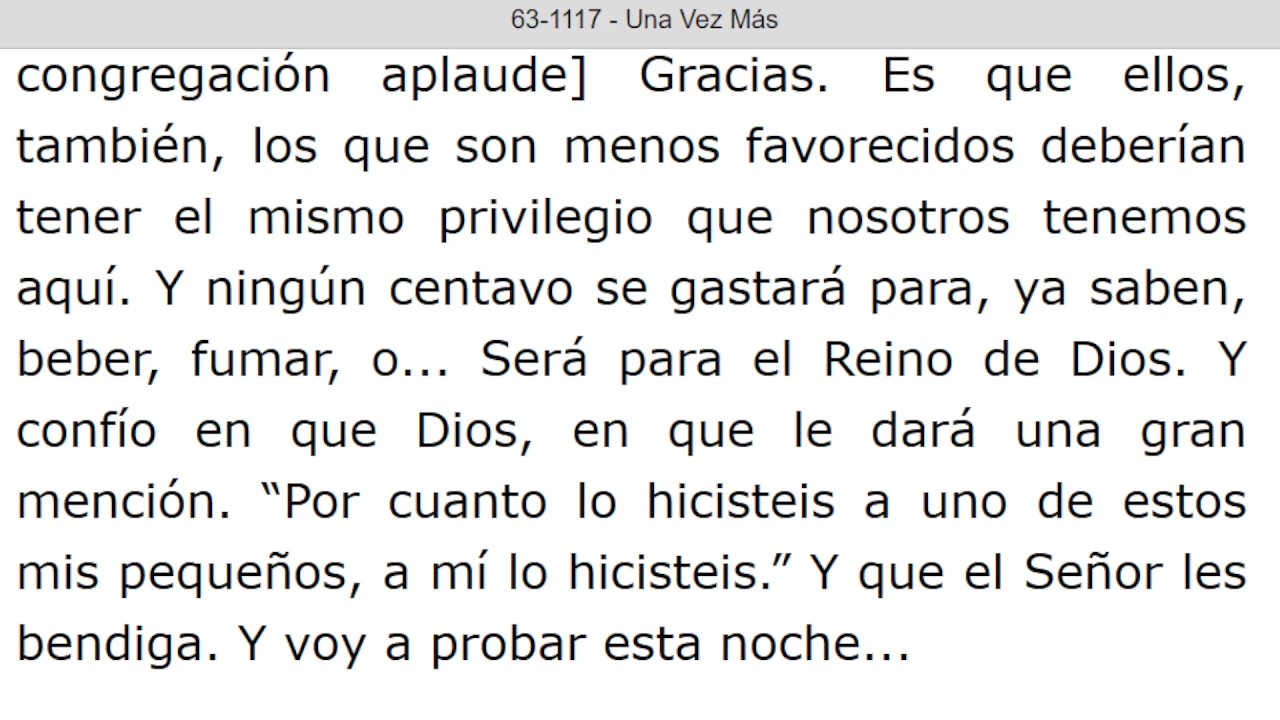 63-1117 - Una Vez Más
congregación aplaude] Gracias. Es que ellos,
también, los que son menos favorecidos deberían
tener el mismo privilegio que nosotros tenemos
aquí. Y ningún centavo se gastará para, ya saben,
beber, fumar, o... Será para el Reino de Dios. Y
confío en que Dios, en que le dará una gran
mención. “Por cuanto lo hicisteis a uno de estos
mis pequeños, a mí lo hicisteis.” Y que el Señor les
bendiga. Y voy a probar esta noche...